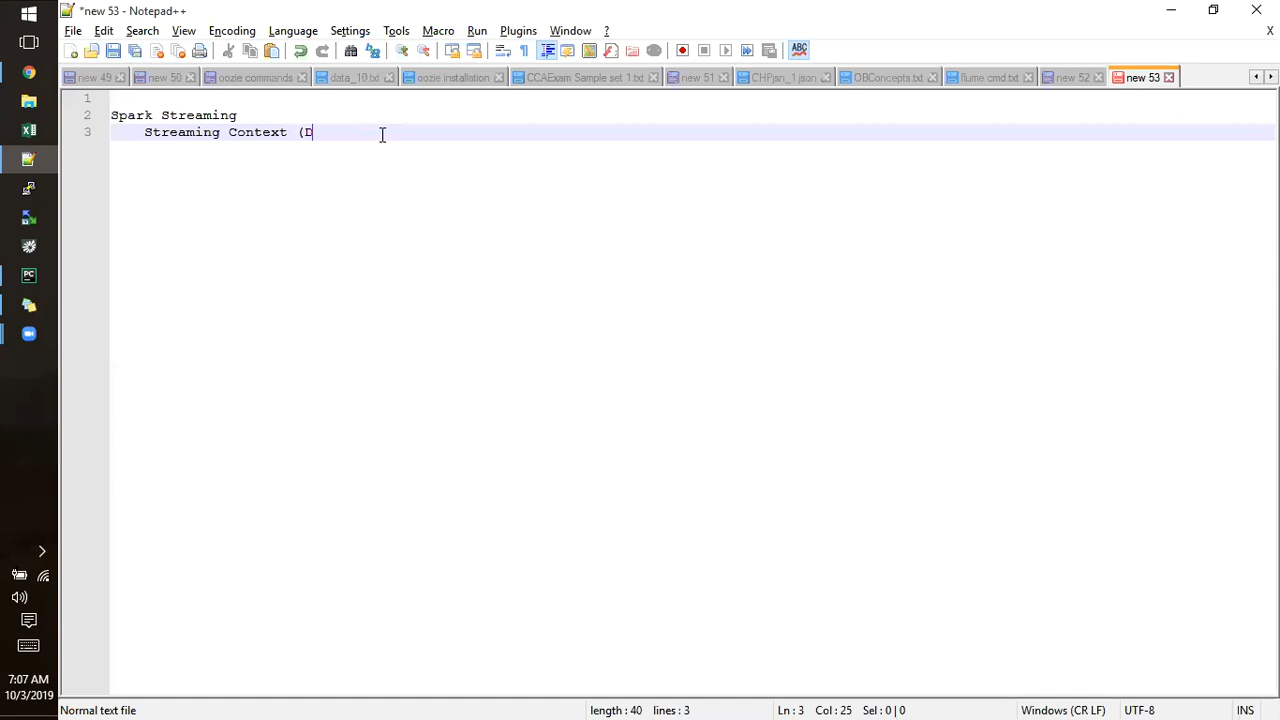 *new 53 - Notepad++
File Edit Search View Encoding Language Settings Tools Macro Run Plugins Window ? X
new 49 new 50 oozie commands data_10.txt oozie installation CCAExam Sample set 1.txt new 51 CHPjsn_1.json OBConcepts.txt flume cmd.txt new 52 new 53
1
2 Spark Streaming
3 Streaming Context (D
7:07 AM
10/3/2019
Normal text file length : 40 lines : 3 Ln : 3 Col : 25 Sel : 0 | 0 Windows (CR LF) UTF-8 INS